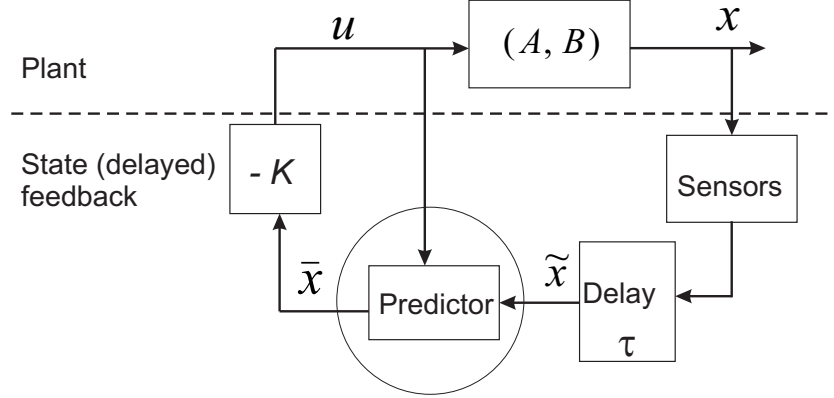 u
(A, B)
x
Plant
State (delayed)
feedback
- K
Sensors
x̄
Predictor
x̃
Delay
τ